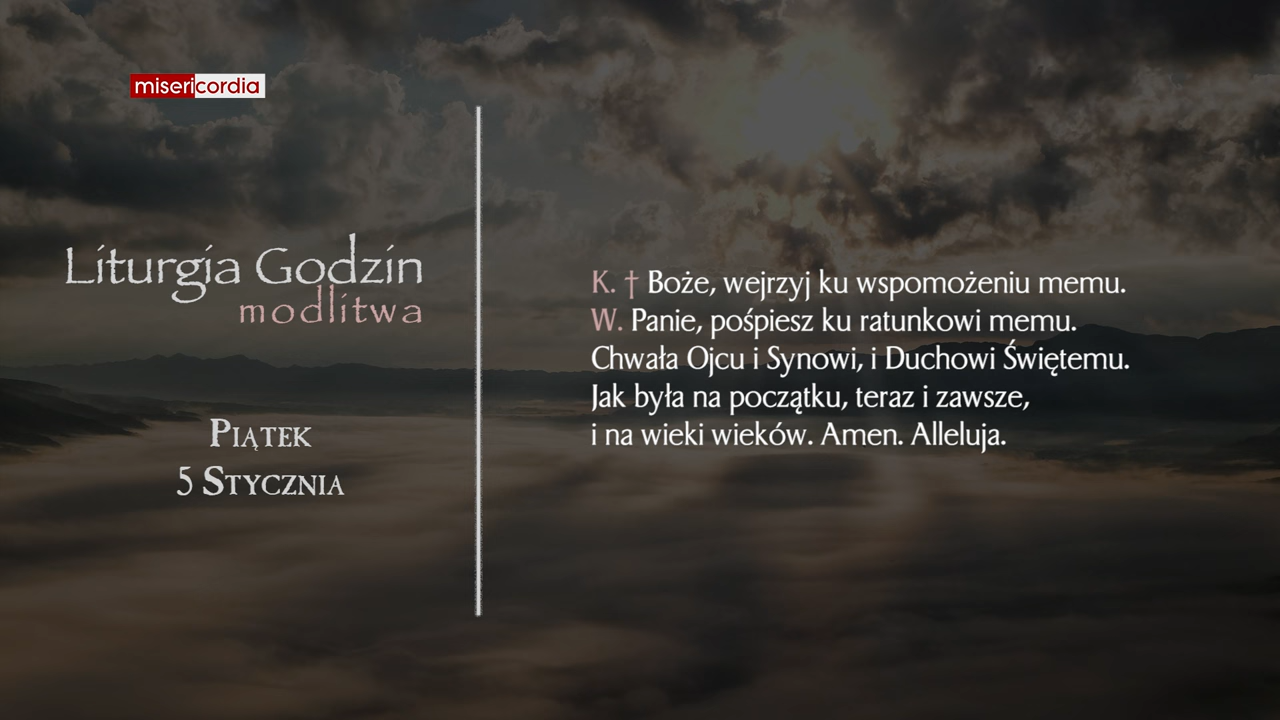 misericordia
Liturgia Godzin
modlitwa
Piątek
5 Stycznia
K. † Boże, wejrzyj ku wspomożeniu memu.
W. Panie, pośpiesz ku ratunkowi memu.
Chwała Ojcu i Synowi, i Duchowi Świętemu.
Jak była na początku, teraz i zawsze,
i na wieki wieków. Amen. Alleluja.